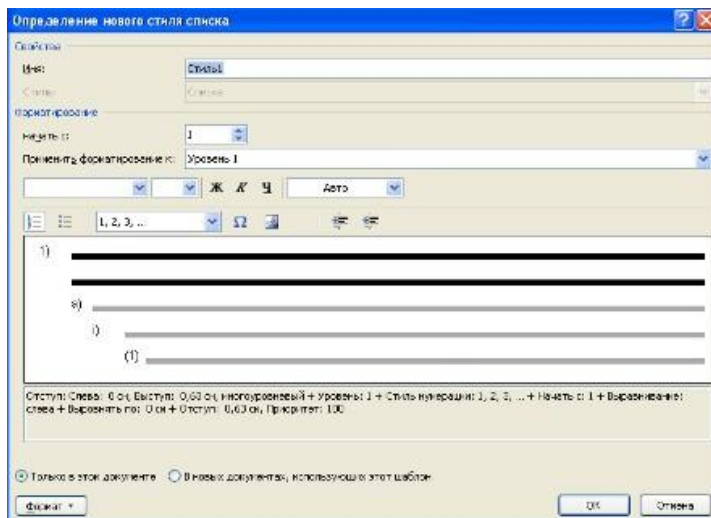 Определение нового стиля списка
Свойства
Имя: Стиль1
Стиль: Списка
Форматирование
Начать с: 1
Применить форматирование к: Уровень 1
Ж К Ч Авто
1, 2, 3, ... Ω
1)
a)
i)
(1)
Отступ: Слева: 0 см, Выступ: 0,63 см, многоуровневый + Уровень: 1 + Стиль нумерации: 1, 2, 3, ... + Начать с: 1 + Выравнивание:
слева + Выровнять по: 0 см + Отступ: 0,63 см, Приоритет: 100
Только в этом документе В новых документах, использующих этот шаблон
Формат OK Отмена